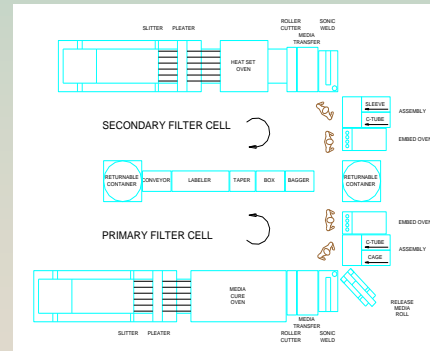 SLITTER
PLEATER
ROLLER
CUTTER
MEDIA
TRANSFER
SONIC
WELD
HEAT SET
OVEN
SLEEVE
C-TUBE
ASSEMBLY
EMBED OVEN
SECONDARY FILTER CELL
RETURNABLE
CONTAINER
CONVEYOR
LABELER
TAPER
BOX
BAGGER
RETURNABLE
CONTAINER
PRIMARY FILTER CELL
EMBED OVEN
C-TUBE
CAGE
ASSEMBLY
MEDIA
CURE
OVEN
RELEASE
MEDIA
ROLL
SLITTER
PLEATER
MEDIA
TRANSFER
ROLLER
CUTTER
SONIC
WELD